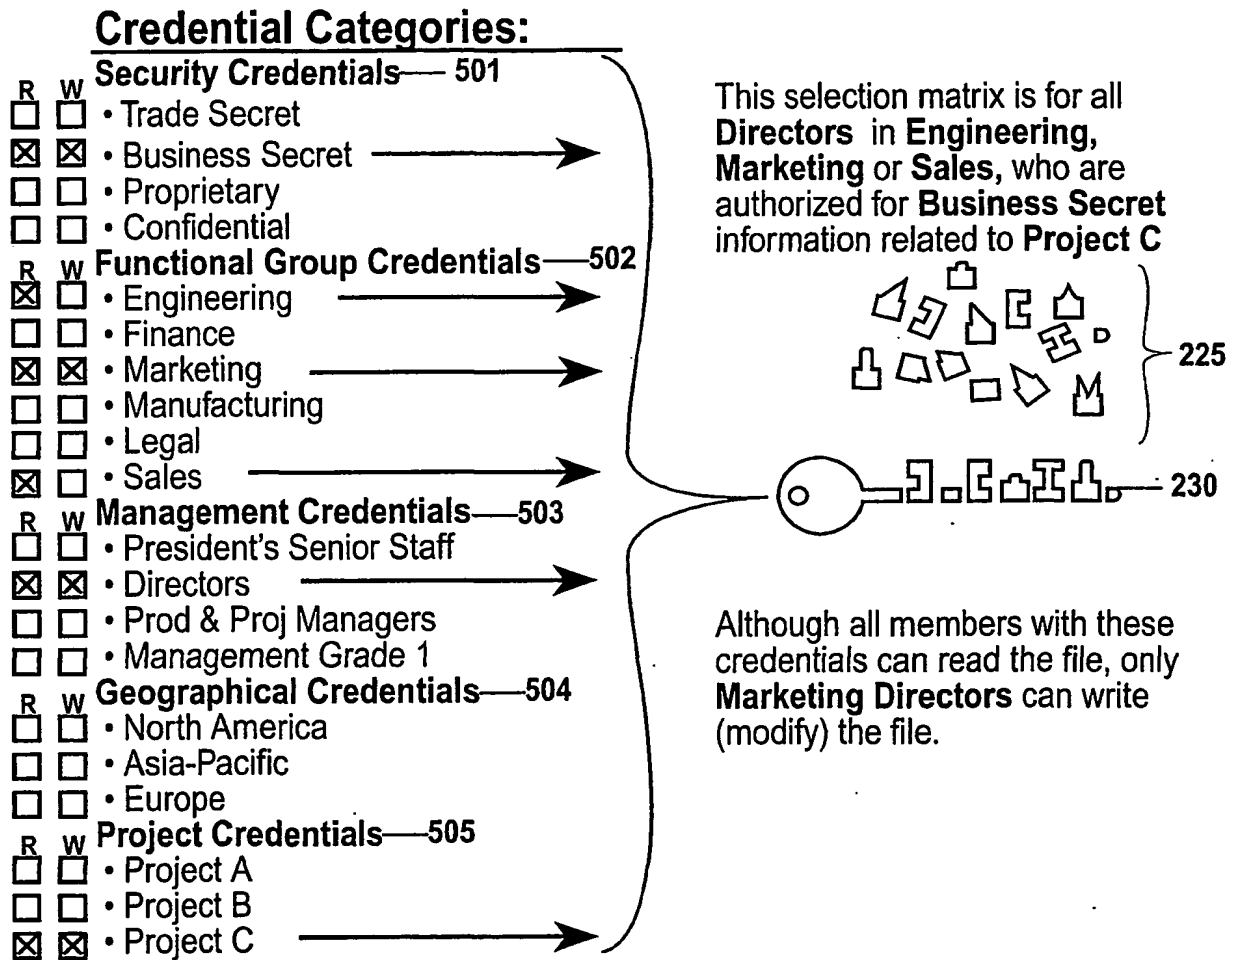 Credential Categories:
Security Credentials 501
R W
• Trade Secret
• Business Secret
• Proprietary
• Confidential
Functional Group Credentials 502
R W
• Engineering
• Finance
• Marketing
• Manufacturing
• Legal
• Sales
Management Credentials 503
R W
• President's Senior Staff
• Directors
• Prod & Proj Managers
• Management Grade 1
Geographical Credentials 504
R W
• North America
• Asia-Pacific
• Europe
Project Credentials 505
R W
• Project A
• Project B
• Project C
This selection matrix is for all
Directors in Engineering,
Marketing or Sales, who are
authorized for Business Secret
information related to Project C
225
230
Although all members with these
credentials can read the file, only
Marketing Directors can write
(modify) the file.